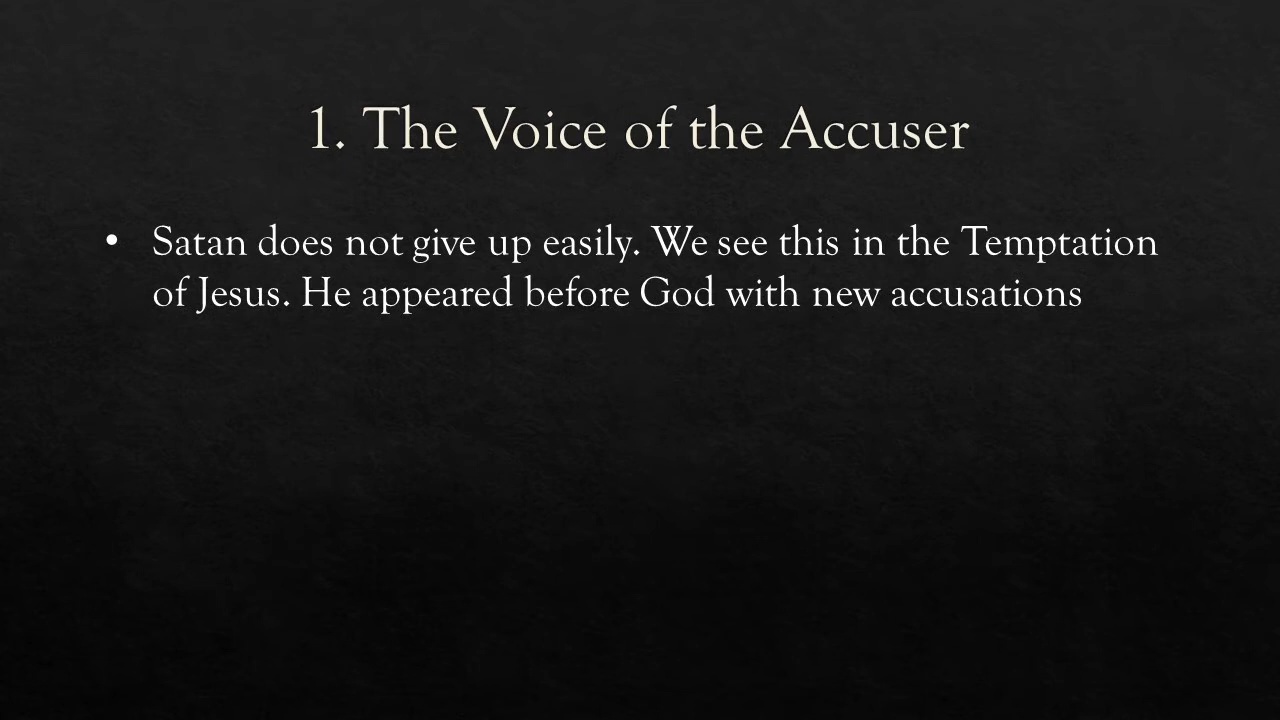 1. The Voice of the Accuser
• Satan does not give up easily. We see this in the Temptation
of Jesus. He appeared before God with new accusations